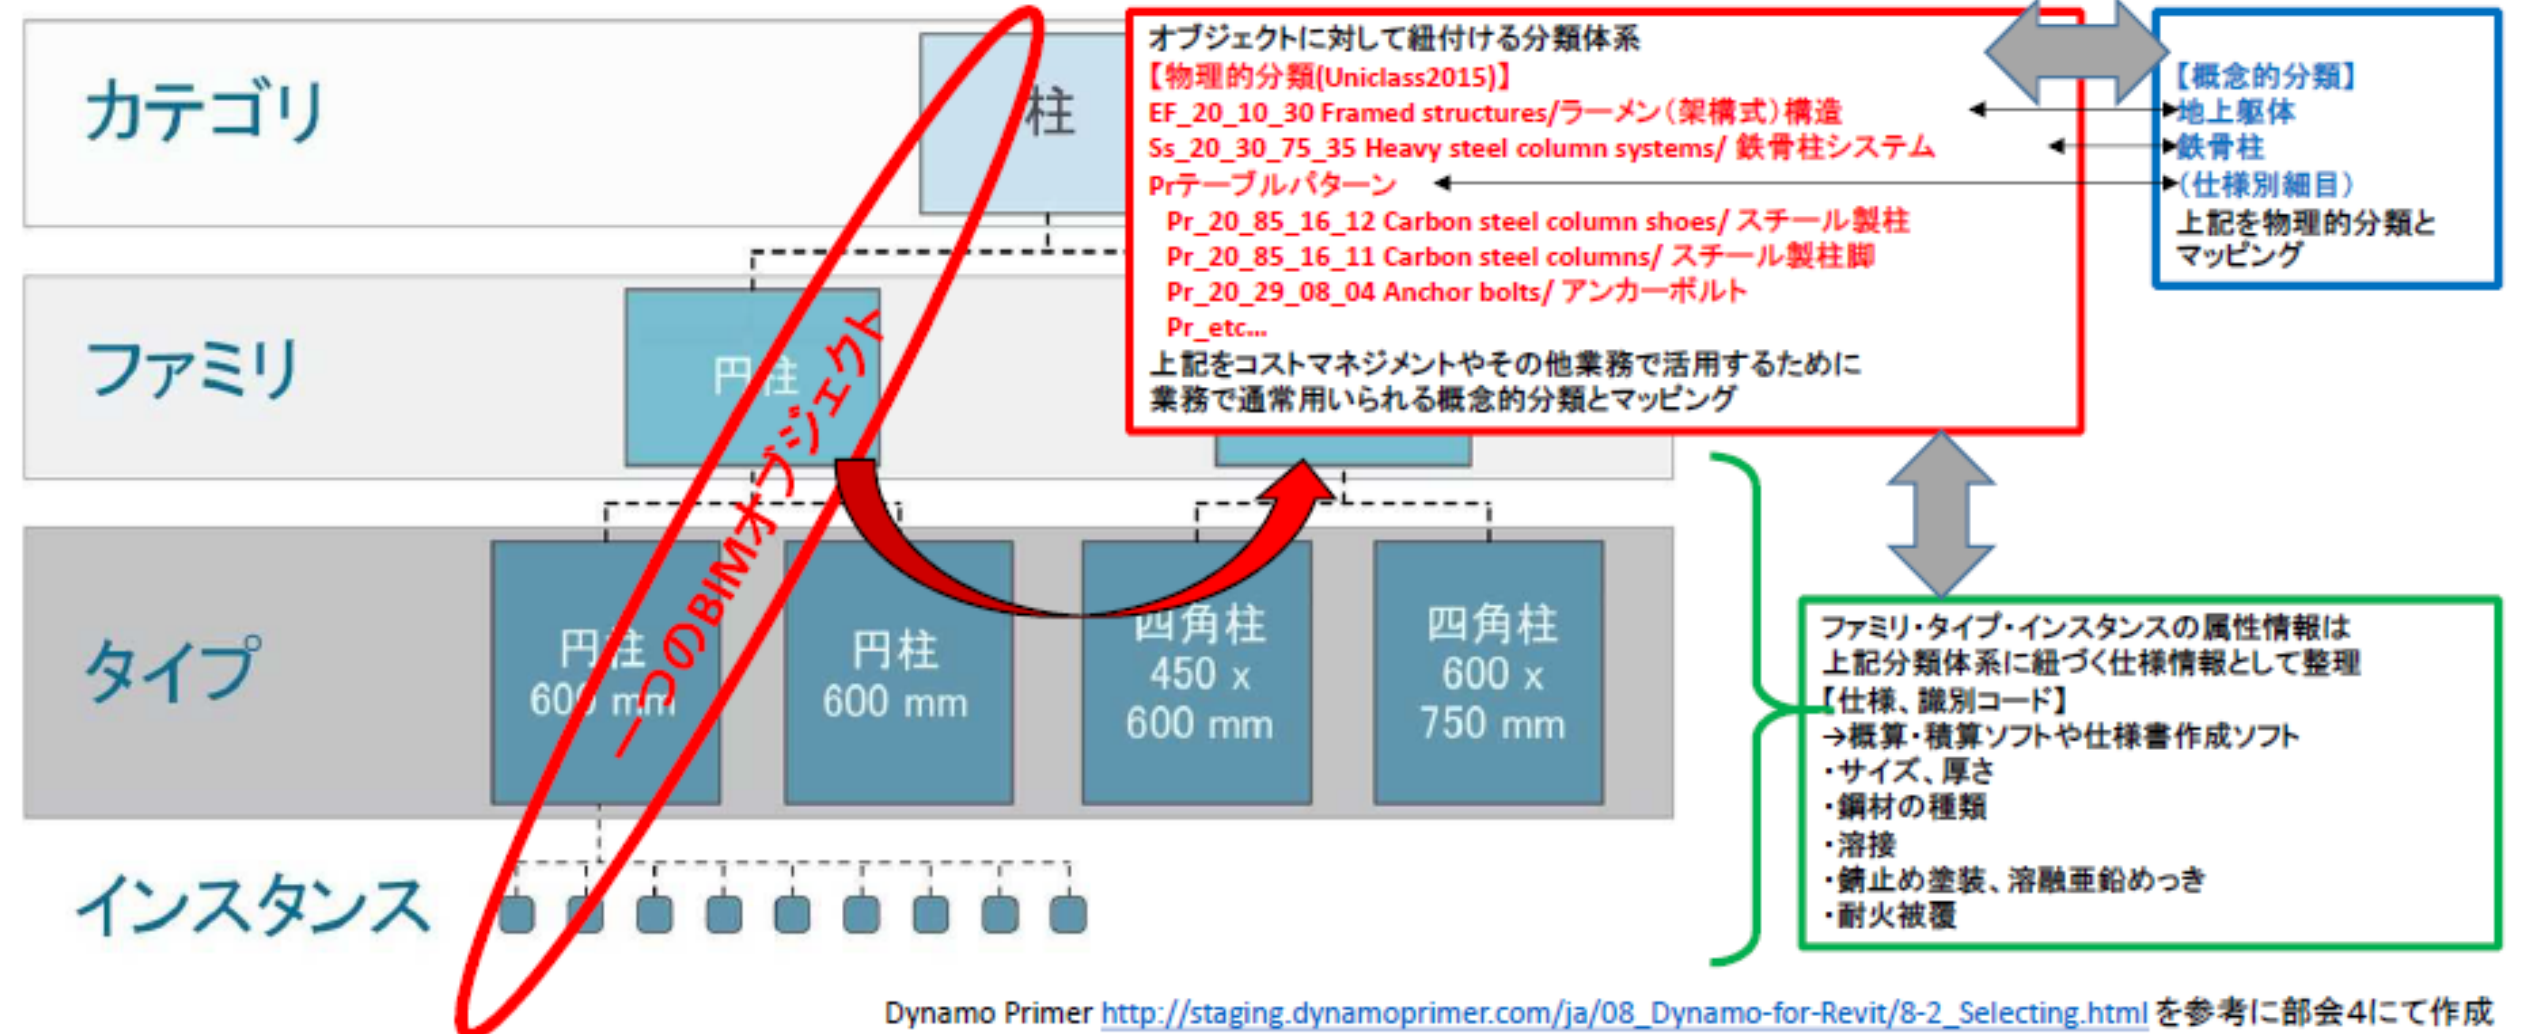 カテゴリ
柱
オブジェクトに対して紐付ける分類体系
【物理的分類(Uniclass2015)】
EF_20_10_30 Framed structures/ラーメン(架構式)構造
Ss_20_30_75_35 Heavy steel column systems/ 鉄骨柱システム
Prテーブルパターン
Pr_20_85_16_12 Carbon steel column shoes/ スチール製柱
Pr_20_85_16_11 Carbon steel columns/ スチール製柱脚
Pr_20_29_08_04 Anchor bolts/ アンカーボルト
Pr_etc...
上記をコストマネジメントやその他業務で活用するために
業務で通常用いられる概念的分類とマッピング
【概念的分類】
地上躯体
鉄骨柱
(仕様別細目)
上記を物理的分類と
マッピング
ファミリ
円柱
一つのBIMオブジェクト
タイプ
円柱
600 mm
円柱
600 mm
四角柱
450 x
600 mm
四角柱
600 x
750 mm
インスタンス
ファミリ・タイプ・インスタンスの属性情報は
上記分類体系に紐づく仕様情報として整理
【仕様、識別コード】
→概算・積算ソフトや仕様書作成ソフト
・サイズ、厚さ
・鋼材の種類
・溶接
・錆止め塗装、溶融亜鉛めっき
・耐火被覆
Dynamo Primer http://staging.dynamoprimer.com/ja/08_Dynamo-for-Revit/8-2_Selecting.html を参考に部会4にて作成